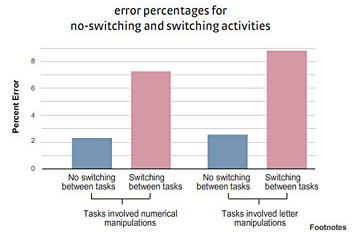 error percentages for
no-switching and switching activities
Percent Error
8
6
4
2
0
No switching
between tasks
Switching
between tasks
No switching
between tasks
Switching
between tasks
Tasks involved numerical
manipulations
Tasks involved letter
manipulations
Footnotes